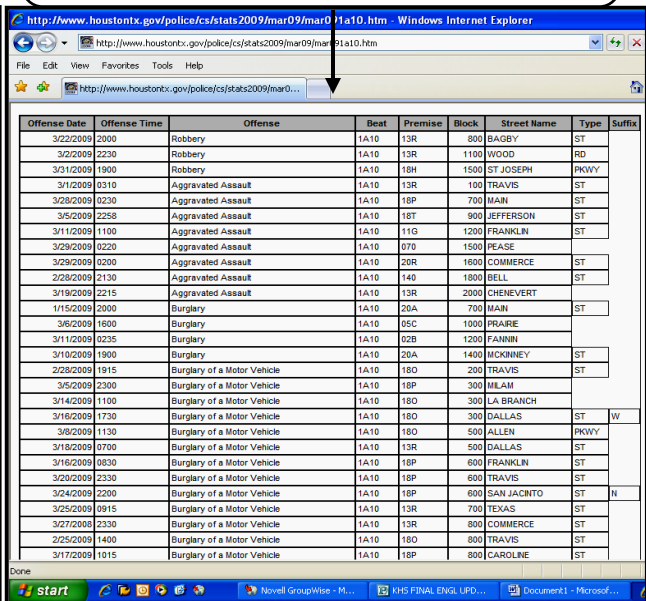 http://www.houstontx.gov/police/cs/stats2009/mar09/mar091a10.htm - Windows Internet Explorer
http://www.houstontx.gov/police/cs/stats2009/mar09/mar091a10.htm
File Edit View Favorites Tools Help
http://www.houstontx.gov/police/cs/stats2009/mar0...
Offense Date Offense Time Offense Beat Premise Block Street Name Type Suffix
3/22/2009 2000 Robbery 1A10 13R 800 BAGBY ST
3/2/2009 2230 Robbery 1A10 13R 1100 WOOD RD
3/31/2009 1900 Robbery 1A10 18H 1500 ST JOSEPH PKWY
3/1/2009 0310 Aggravated Assault 1A10 13R 100 TRAVIS ST
3/28/2009 0230 Aggravated Assault 1A10 18P 700 MAIN ST
3/5/2009 2258 Aggravated Assault 1A10 18T 900 JEFFERSON ST
3/11/2009 1100 Aggravated Assault 1A10 11G 1200 FRANKLIN ST
3/29/2009 0220 Aggravated Assault 1A10 070 1500 PEASE
3/29/2009 0200 Aggravated Assault 1A10 20R 1600 COMMERCE ST
2/28/2009 2130 Aggravated Assault 1A10 140 1800 BELL ST
3/19/2009 2215 Aggravated Assault 1A10 13R 2000 CHENEVERT
1/15/2009 2000 Burglary 1A10 20A 700 MAIN ST
3/6/2009 1600 Burglary 1A10 05C 1000 PRAIRIE
3/11/2009 0235 Burglary 1A10 02B 1200 FANNIN
3/10/2009 1900 Burglary 1A10 20A 1400 MCKINNEY ST
2/28/2009 1915 Burglary of a Motor Vehicle 1A10 18O 200 TRAVIS ST
3/5/2009 2300 Burglary of a Motor Vehicle 1A10 18P 300 MILAM
3/14/2009 1100 Burglary of a Motor Vehicle 1A10 18O 300 LA BRANCH
3/16/2009 1730 Burglary of a Motor Vehicle 1A10 18O 300 DALLAS ST W
3/8/2009 1130 Burglary of a Motor Vehicle 1A10 18O 500 ALLEN PKWY
3/18/2009 0700 Burglary of a Motor Vehicle 1A10 13R 500 DALLAS ST
3/16/2009 0830 Burglary of a Motor Vehicle 1A10 18P 600 FRANKLIN ST
3/20/2009 2330 Burglary of a Motor Vehicle 1A10 18P 600 TRAVIS ST
3/24/2009 2200 Burglary of a Motor Vehicle 1A10 18P 600 SAN JACINTO ST N
3/25/2009 0915 Burglary of a Motor Vehicle 1A10 13R 700 TEXAS ST
3/27/2008 2330 Burglary of a Motor Vehicle 1A10 13R 800 COMMERCE ST
2/25/2009 1400 Burglary of a Motor Vehicle 1A10 18O 800 TRAVIS ST
3/17/2009 1015 Burglary of a Motor Vehicle 1A10 18P 800 CAROLINE ST
Done
start Novell GroupWise - M... KHS FINAL ENGL UPD... Document1 - Microsof...